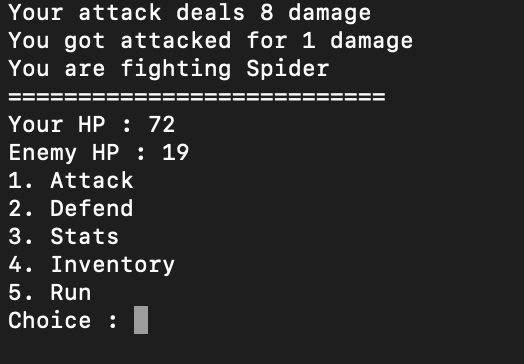 Your attack deals 8 damage
You got attacked for 1 damage
You are fighting Spider
===========================
Your HP : 72
Enemy HP : 19
1. Attack
2. Defend
3. Stats
4. Inventory
5. Run
Choice :